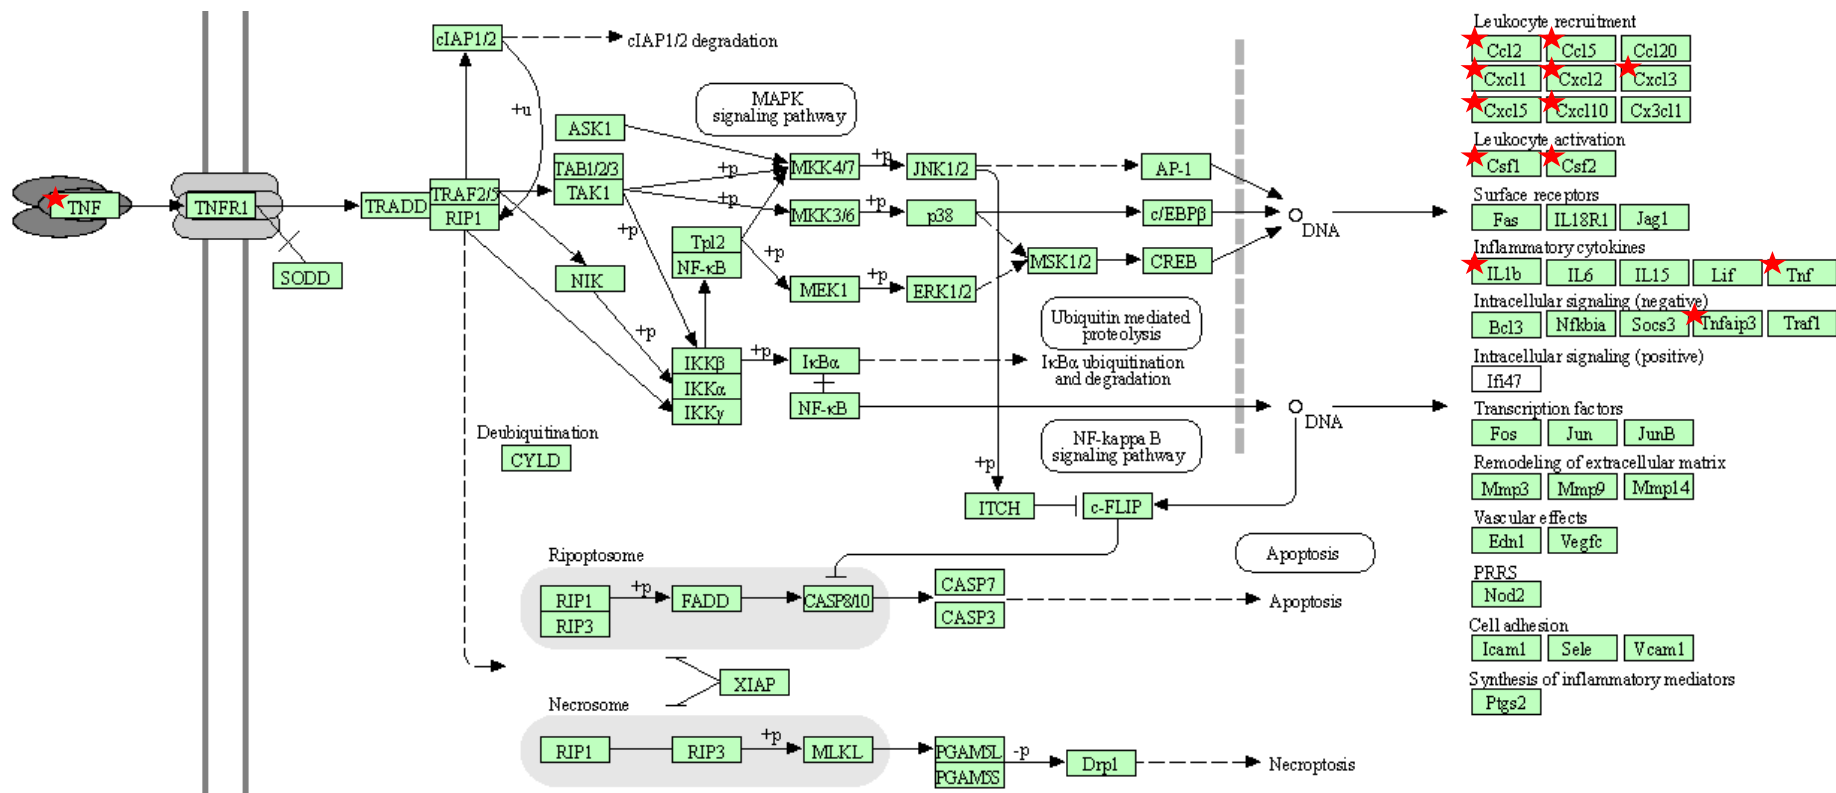 cIAP1/2
cIAP1/2 degradation
+u
MAPK
signaling pathway
ASK1
TAB1/2/3
TAK1
+p
+p
+p
MKK4/7
+p
JNK1/2
AP-1
TNF
TNFR1
SODD
TRADD
TRAF2/5
RIP1
MKK3/6
+p
p38
c/EBPβ
DNA
Tpl2
NF-κB
+p
MSK1/2
CREB
NIK
+p
MEK1
+p
ERK1/2
Ubiquitin mediated
proteolysis
IKKβ
IKKα
IKKγ
+p
IκBα
IκBα ubiquitination
and degradation
NF-κB
DNA
Deubiquitination
CYLD
NF-kappa B
signaling pathway
+p
ITCH
c-FLIP
Ripoptosome
RIP1
RIP3
+p
FADD
CASP8/10
CASP7
CASP3
Apoptosis
Apoptosis
XIAP
Necrosome
RIP1
RIP3
+p
MLKL
PGAM5L
PGAM5S
-p
Drp1
Necroptosis
Leukocyte recruitment
Ccl2 Ccl5 Ccl20
Cxcl1 Cxcl2 Cxcl3
Cxcl5 Cxcl10 Cx3cl1
Leukocyte activation
Csf1 Csf2
Surface receptors
Fas IL18R1 Jag1
Inflammatory cytokines
IL1b IL6 IL15 Lif Tnf
Intracellular signaling (negative)
Bcl3 Nfkbia Socs3 Tnfaip3 Traf1
Intracellular signaling (positive)
Ifi47
Transcription factors
Fos Jun JunB
Remodeling of extracellular matrix
Mmp3 Mmp9 Mmp14
Vascular effects
Edn1 Vegfc
PRRS
Nod2
Cell adhesion
Icam1 Sele Vcam1
Synthesis of inflammatory mediators
Ptgs2